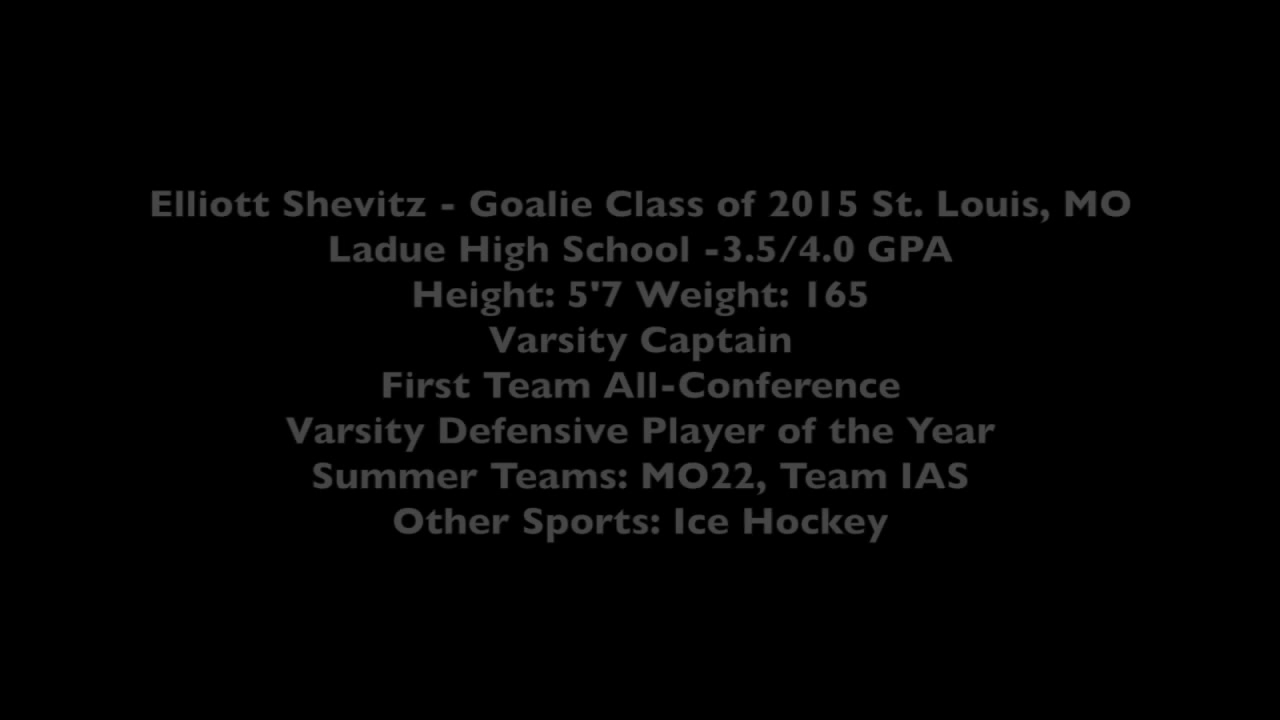 Elliott Shevitz - Goalie Class of 2015 St. Louis, MO
Ladue High School -3.5/4.0 GPA
Height: 5'7 Weight: 165
Varsity Captain
First Team All-Conference
Varsity Defensive Player of the Year
Summer Teams: MO22, Team IAS
Other Sports: Ice Hockey